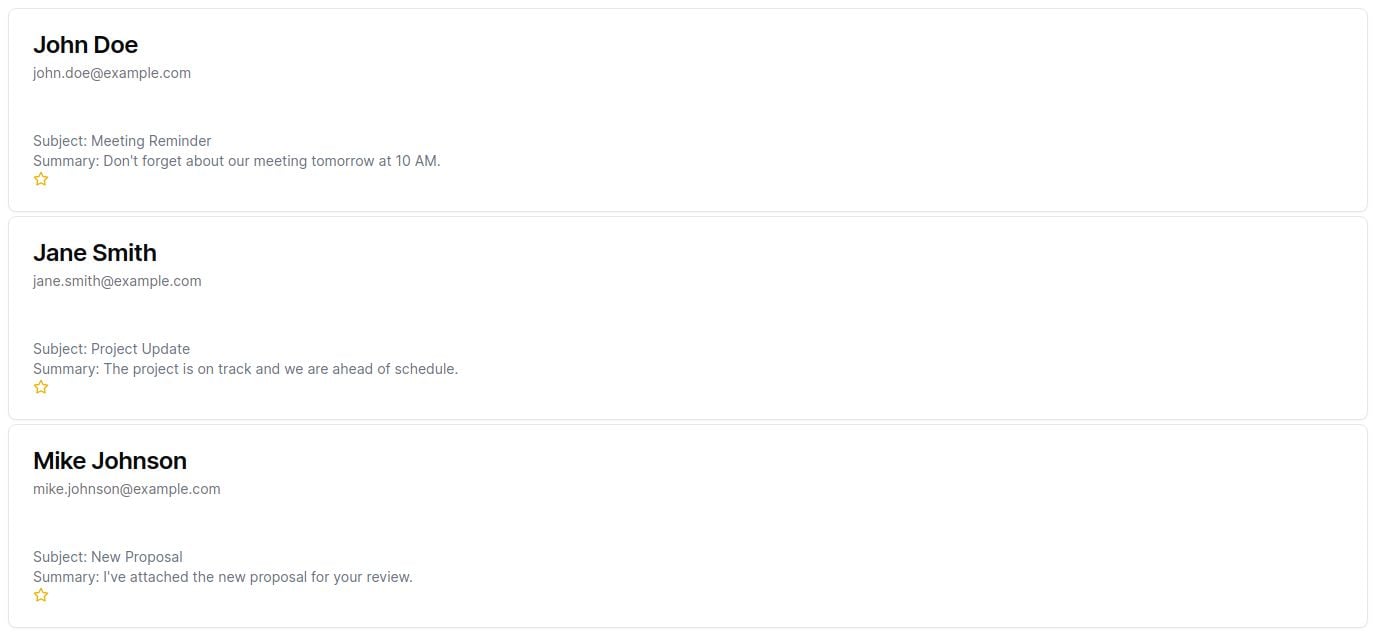 John Doe
john.doe@example.com
Subject: Meeting Reminder
Summary: Don't forget about our meeting tomorrow at 10 AM.
Jane Smith
jane.smith@example.com
Subject: Project Update
Summary: The project is on track and we are ahead of schedule.
Mike Johnson
mike.johnson@example.com
Subject: New Proposal
Summary: I've attached the new proposal for your review.